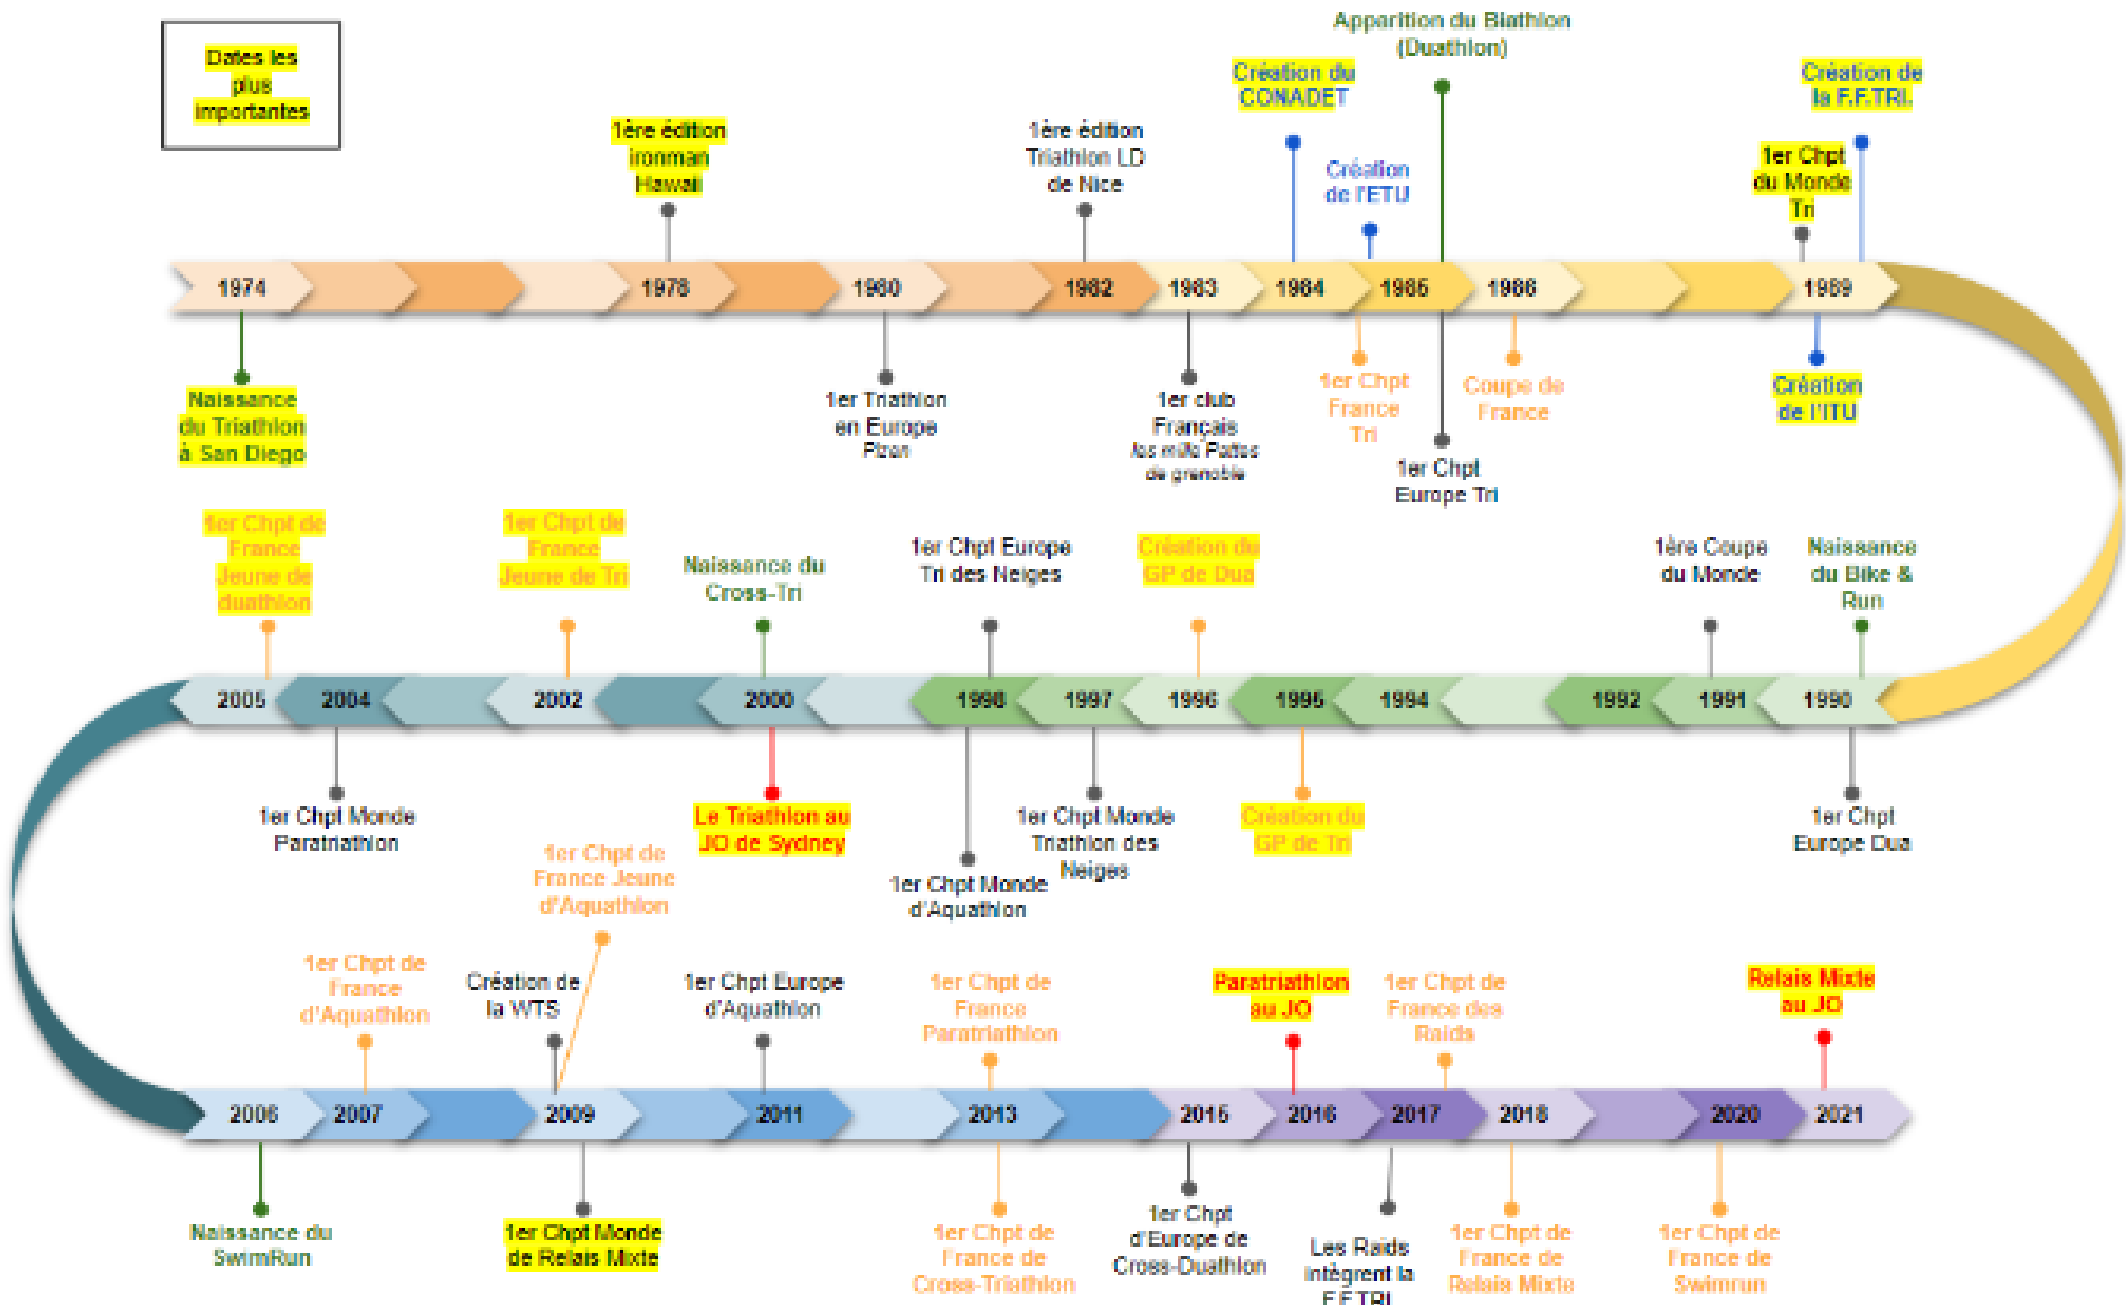 Dates les
plus
importantes
Apparition du Biathlon
(Duathlon)
Création du
CONADET
Création de
la F.F.TRI.
1ère édition
ironman
Hawaii
1ère édition
Triathlon LD
de Nice
Création
de l'ETU
1er Chpt
du Monde
Tri
1974
1978
1980
1982
1983
1984
1985
1986
1989
Naissance
du Triathlon
à San Diego
1er Triathlon
en Europe
1er club
Français
les mille Pattes
de grenoble
1er Chpt
France
Tri
1er Chpt
Europe Tri
Coupe de
France
Création
de l'ITU
1er Chpt de
France
Jeune de
duathlon
1er Chpt de
France
Jeune de Tri
Naissance du
Cross-Tri
1er Chpt Europe
Tri des Neiges
Création du
GP de Dua
1ère Coupe
du Monde
Naissance
du Bike &
Run
2005
2004
2002
2000
1998
1997
1996
1995
1994
1992
1991
1990
1er Chpt Monde
Paratriathlon
Le Triathlon au
JO de Sydney
1er Chpt Monde
d'Aquathlon
1er Chpt Monde
Triathlon des
Neiges
Création du
GP de Tri
1er Chpt
Europe Dua
1er Chpt de
France
d'Aquathlon
Création de
la WTS
1er Chpt de
France Jeune
d'Aquathlon
1er Chpt Europe
d'Aquathlon
1er Chpt de
France
Paratriathlon
Paratriathlon
au JO
1er Chpt de
France des
Raids
Relais Mixte
au JO
2006
2007
2009
2011
2013
2015
2016
2017
2018
2020
2021
Naissance du
SwimRun
1er Chpt Monde
de Relais Mixte
1er Chpt de
France de
Cross-Triathlon
1er Chpt
d'Europe de
Cross-Duathlon
Les Raids
intègrent la
F.F.TRI.
1er Chpt de
France de
Relais Mixte
1er Chpt de
France de
Swimrun